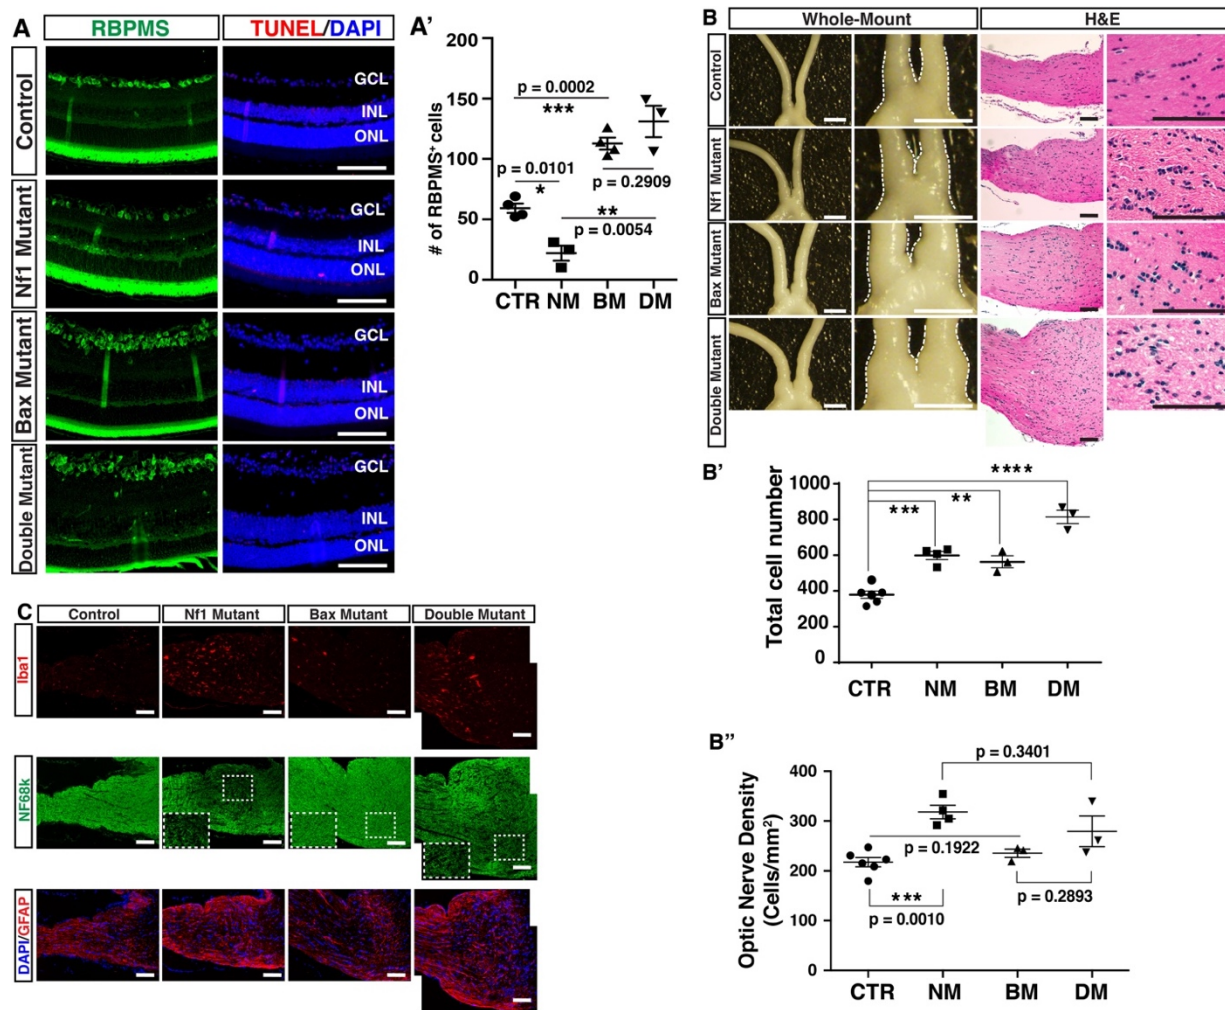 A
RBPMS
TUNEL/DAPI
Control
GCL
INL
ONL
Nf1 Mutant
GCL
INL
ONL
Bax Mutant
GCL
INL
ONL
Double Mutant
GCL
INL
ONL
A'
# of RBPMS+ cells
200
150
100
50
0
p = 0.0002
***
p = 0.0101
*
p = 0.2909
**
p = 0.0054
CTR NM BM DM
B
Whole-Mount
H&E
Control
Nf1 Mutant
Bax Mutant
Double Mutant
B'
Total cell number
1000
800
600
400
200
0
****
***
**
CTR NM BM DM
B"
Optic Nerve Density
(Cells/mm²)
400
300
200
100
0
p = 0.3401
p = 0.1922
***
p = 0.0010
p = 0.2893
CTR NM BM DM
C
Control
Nf1 Mutant
Bax Mutant
Double Mutant
Iba1
NF68k
DAPI/GFAP